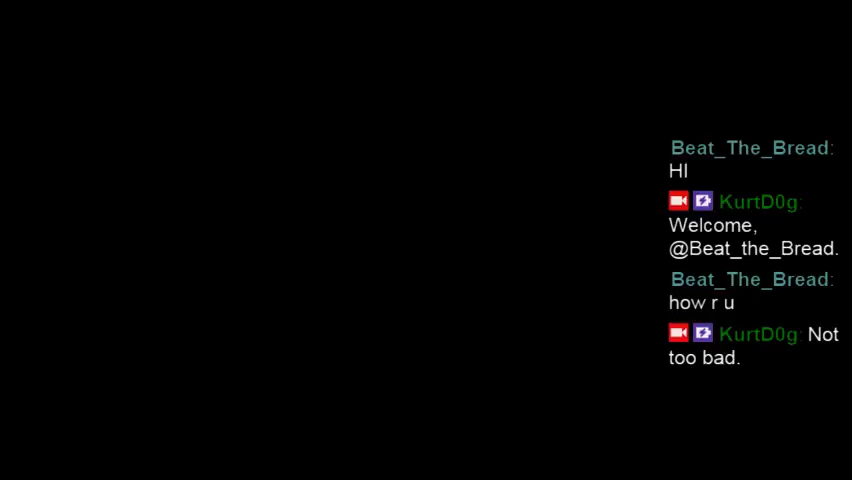 Beat_The_Bread:
HI
KurtD0g:
Welcome,
@Beat_the_Bread.
Beat_The_Bread:
how r u
KurtD0g: Not
too bad.